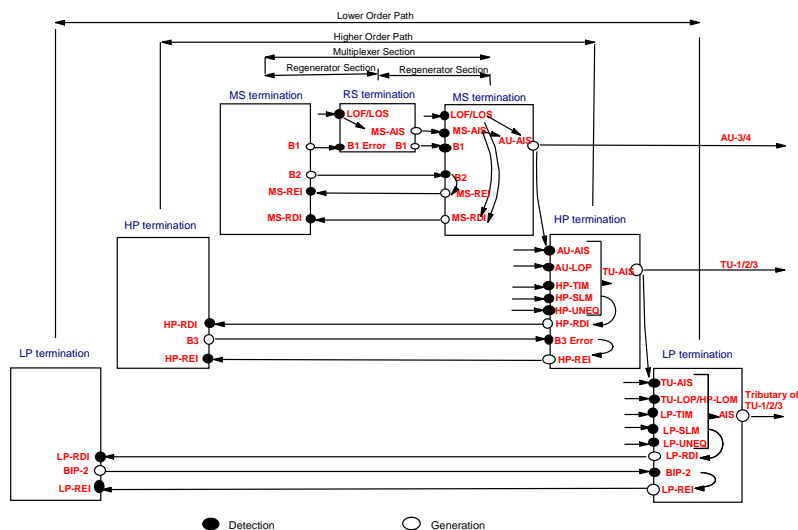 Lower Order Path
Higher Order Path
Multiplexer Section
Regenerator Section Regenerator Section
MS termination RS termination MS termination
LOF/LOS LOF/LOS
MS-AIS MS-AIS
AU-AIS AU-3/4
B1 B1 Error B1 B1
B2 B2
MS-REI MS-REI
MS-RDI MS-RDI
HP termination HP termination
AU-AIS
AU-LOP TU-AIS TU-1/2/3
HP-TIM
HP-SLM
HP-UNEQ
HP-RDI HP-RDI
B3 B3 Error
HP-REI HP-REI
LP termination LP termination
TU-AIS
TU-LOP/HP-LOM Tributary of
LP-TIM AIS TU-1/2/3
LP-SLM
LP-UNEQ
LP-RDI LP-RDI
BIP-2 BIP-2
LP-REI LP-REI
Detection Generation